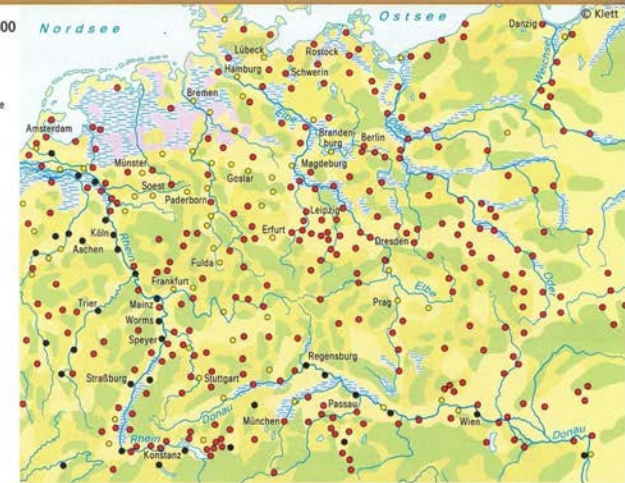 00
e
Nordsee
Ostsee
© Klett
Danzig
Weichsel
Lübeck
Rostock
Hamburg
Schwerin
Bremen
Elbe
Amsterdam
Branden-
burg
Berlin
Münster
Magdeburg
Soest
Goslar
Paderborn
Leipzig
Köln
Erfurt
Aachen
Rhein
Dresden
Fulda
Oder
Frankfurt
Elbe
Trier
Mainz
Prag
Worms
Speyer
Regensburg
Straßburg
Stuttgart
Donau
Passau
München
Wien
Rhein
Donau
Konstanz